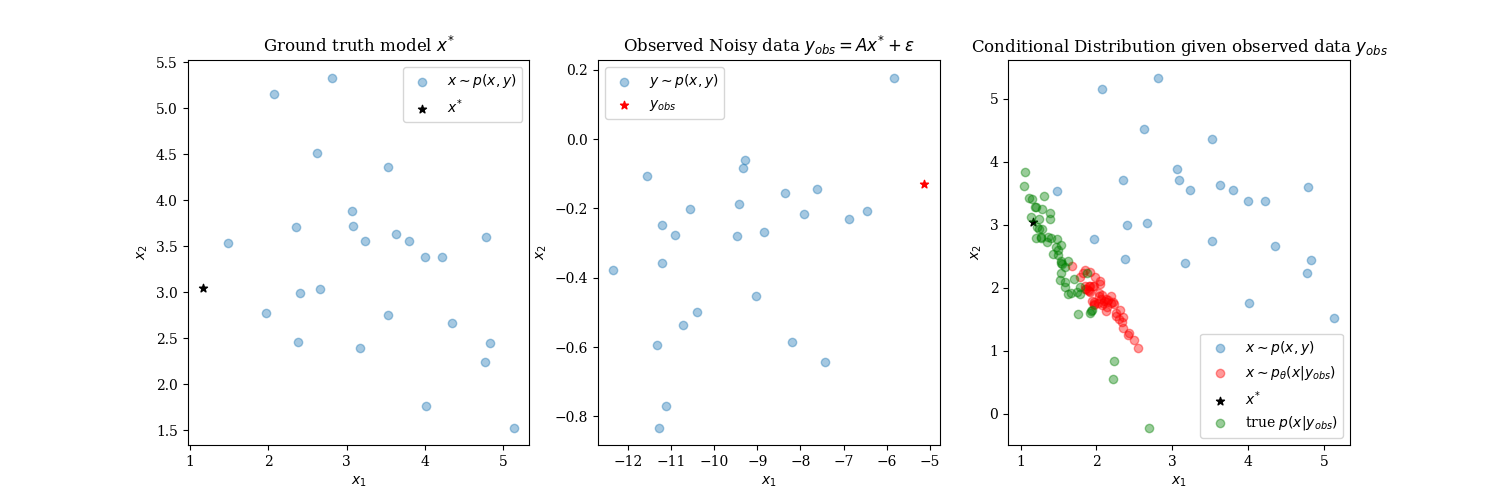 Ground truth model x*
5.5
5.0
4.5
4.0
3.5
3.0
2.5
2.0
1.5
x₂
1 2 3 4 5
x₁
x ~ p(x, y)
x*
Observed Noisy data y_obs = Ax* + ε
0.2
0.0
−0.2
−0.4
−0.6
−0.8
x₂
−12 −11 −10 −9 −8 −7 −6 −5
x₁
y ~ p(x, y)
y_obs
Conditional Distribution given observed data y_obs
5
4
3
2
1
0
x₂
1 2 3 4 5
x₁
x ~ p(x, y)
x ~ p_θ(x|y_obs)
x*
true p(x|y_obs)